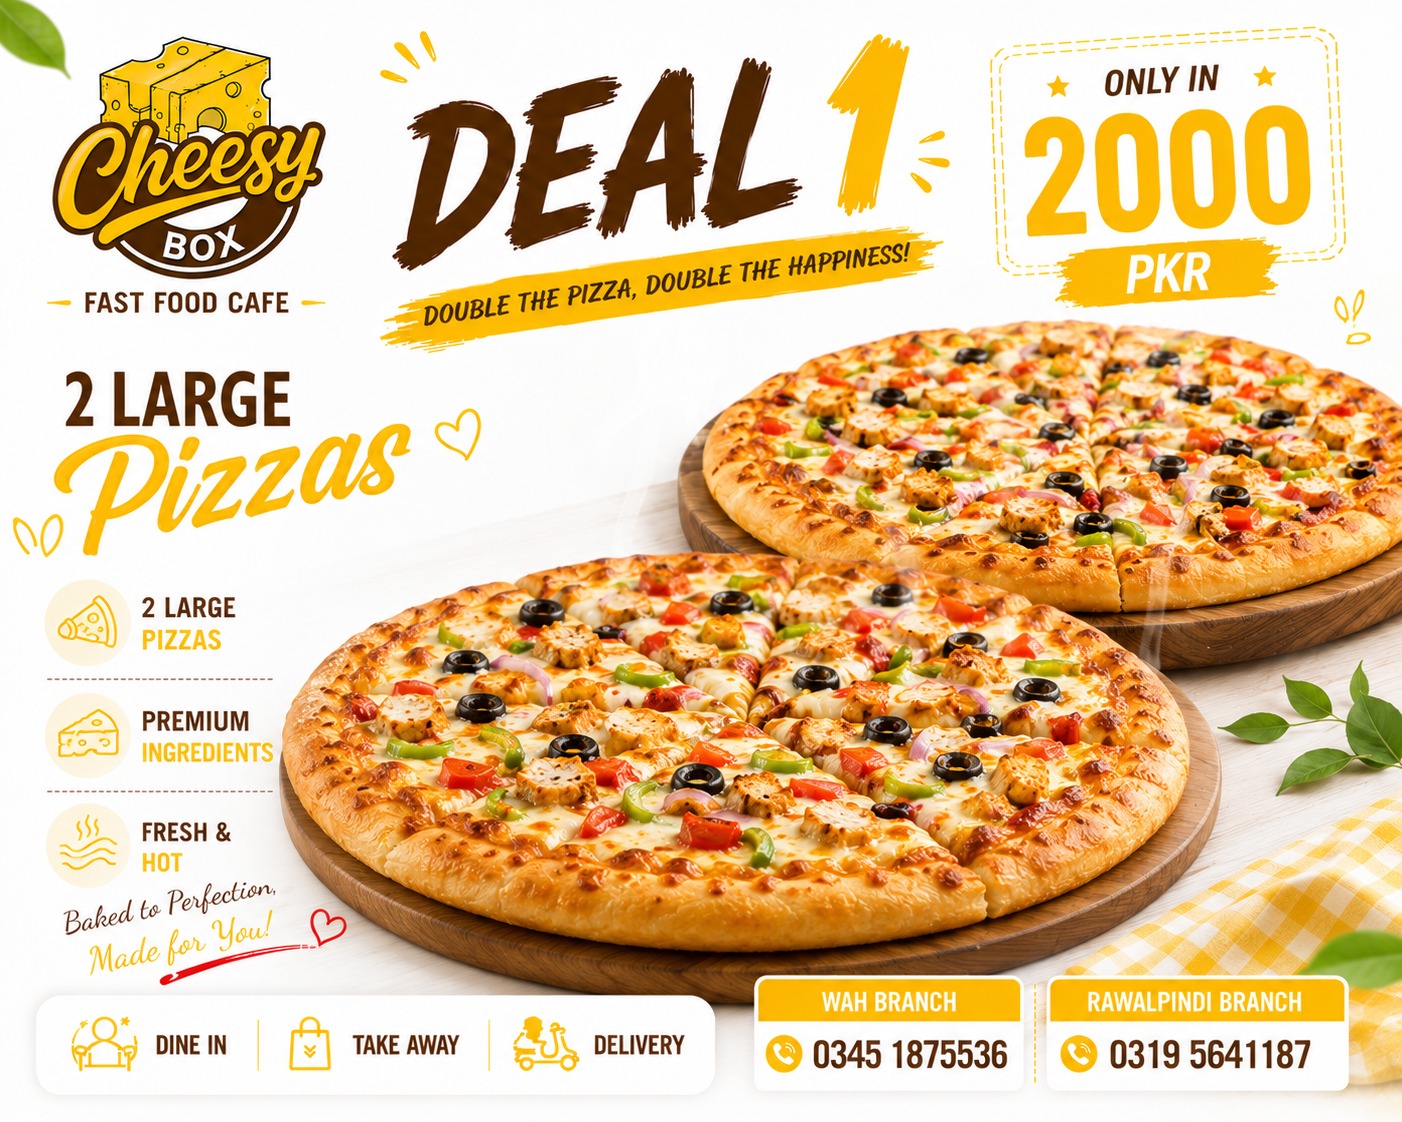 Cheesy
BOX
FAST FOOD CAFE
DEAL 1
DOUBLE THE PIZZA, DOUBLE THE HAPPINESS!
ONLY IN
2000
PKR
2 LARGE
Pizzas
2 LARGE
PIZZAS
PREMIUM
INGREDIENTS
FRESH &
HOT
Baked to Perfection,
Made for You!
DINE IN
TAKE AWAY
DELIVERY
WAH BRANCH
0345 1875536
RAWALPINDI BRANCH
0319 5641187